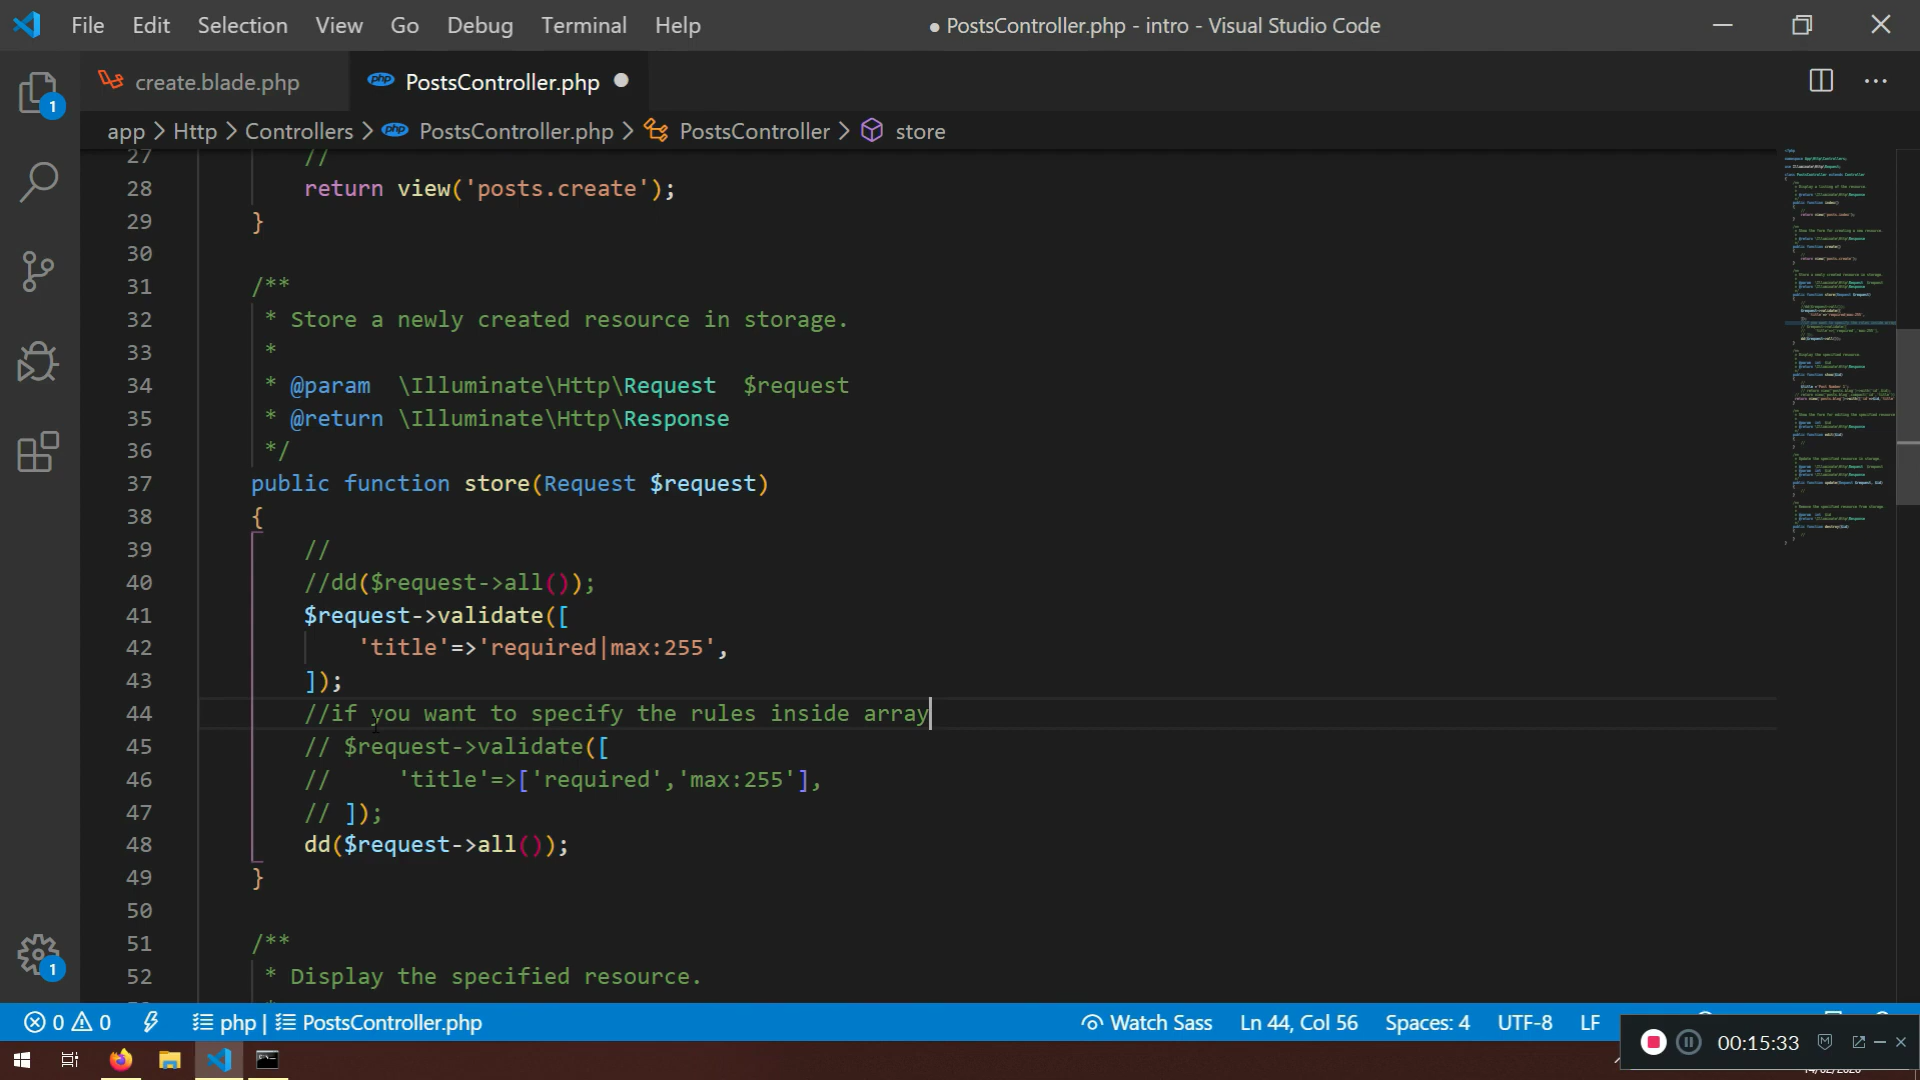 File Edit Selection View Go Debug Terminal Help
● PostsController.php - intro - Visual Studio Code
create.blade.php
php PostsController.php ●
app > Http > Controllers > php PostsController.php > PostsController > store
27 //
28 return view('posts.create');
29 }
30
31 /**
32 * Store a newly created resource in storage.
33 *
34 * @param  \Illuminate\Http\Request  $request
35 * @return \Illuminate\Http\Response
36 */
37 public function store(Request $request)
38 {
39 //
40 //dd($request->all());
41 $request->validate([
42 'title'=>'required|max:255',
43 ]);
44 //if you want to specify the rules inside array
45 // $request->validate([
46 //     'title'=>['required','max:255'],
47 // ]);
48 dd($request->all());
49 }
50
51 /**
52 * Display the specified resource.
1
1
0 0 php | PostsController.php Watch Sass Ln 44, Col 56 Spaces: 4 UTF-8 LF
00:15:33